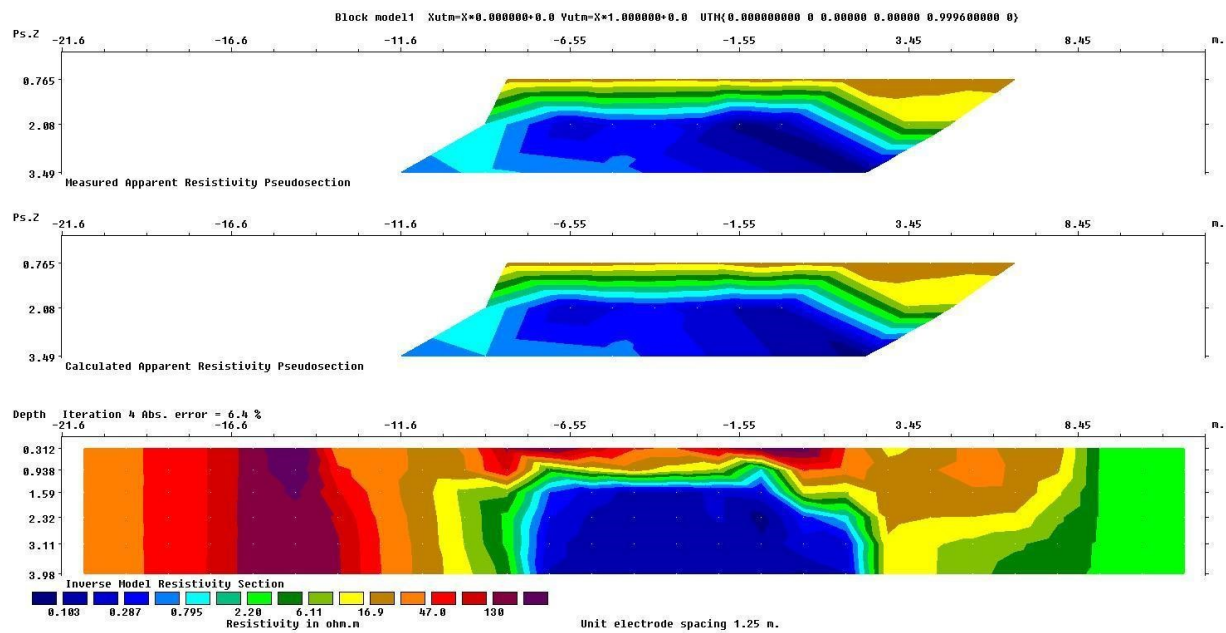 Block model1 Xutm=X*0.000000+0.0 Yutm=X*1.000000+0.0 UTM{0.000000000 0 0.00000 0.00000 0.999600000 0}
Ps.Z -21.6 -16.6 -11.6 -6.55 -1.55 3.45 8.45 m.
0.765
2.08
3.49
Measured Apparent Resistivity Pseudosection
Ps.Z -21.6 -16.6 -11.6 -6.55 -1.55 3.45 8.45 m.
0.765
2.08
3.49
Calculated Apparent Resistivity Pseudosection
Depth Iteration 4 Abs. error = 6.4 %
-21.6 -16.6 -11.6 -6.55 -1.55 3.45 8.45 m.
0.312
0.938
1.59
2.32
3.11
3.98
Inverse Model Resistivity Section
0.103 0.287 0.795 2.20 6.11 16.9 47.0 130
Resistivity in ohm.m Unit electrode spacing 1.25 m.